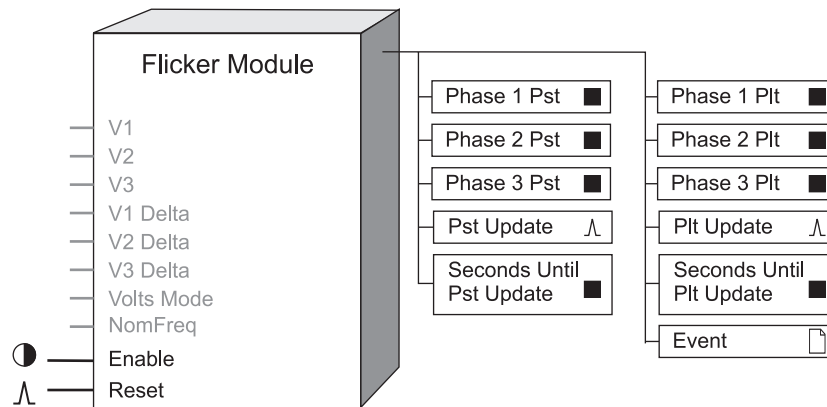 Flicker Module
V1
V2
V3
V1 Delta
V2 Delta
V3 Delta
Volts Mode
NomFreq
Enable
Reset
Phase 1 Pst
Phase 2 Pst
Phase 3 Pst
Pst Update
Seconds Until
Pst Update
Phase 1 Plt
Phase 2 Plt
Phase 3 Plt
Plt Update
Seconds Until
Plt Update
Event